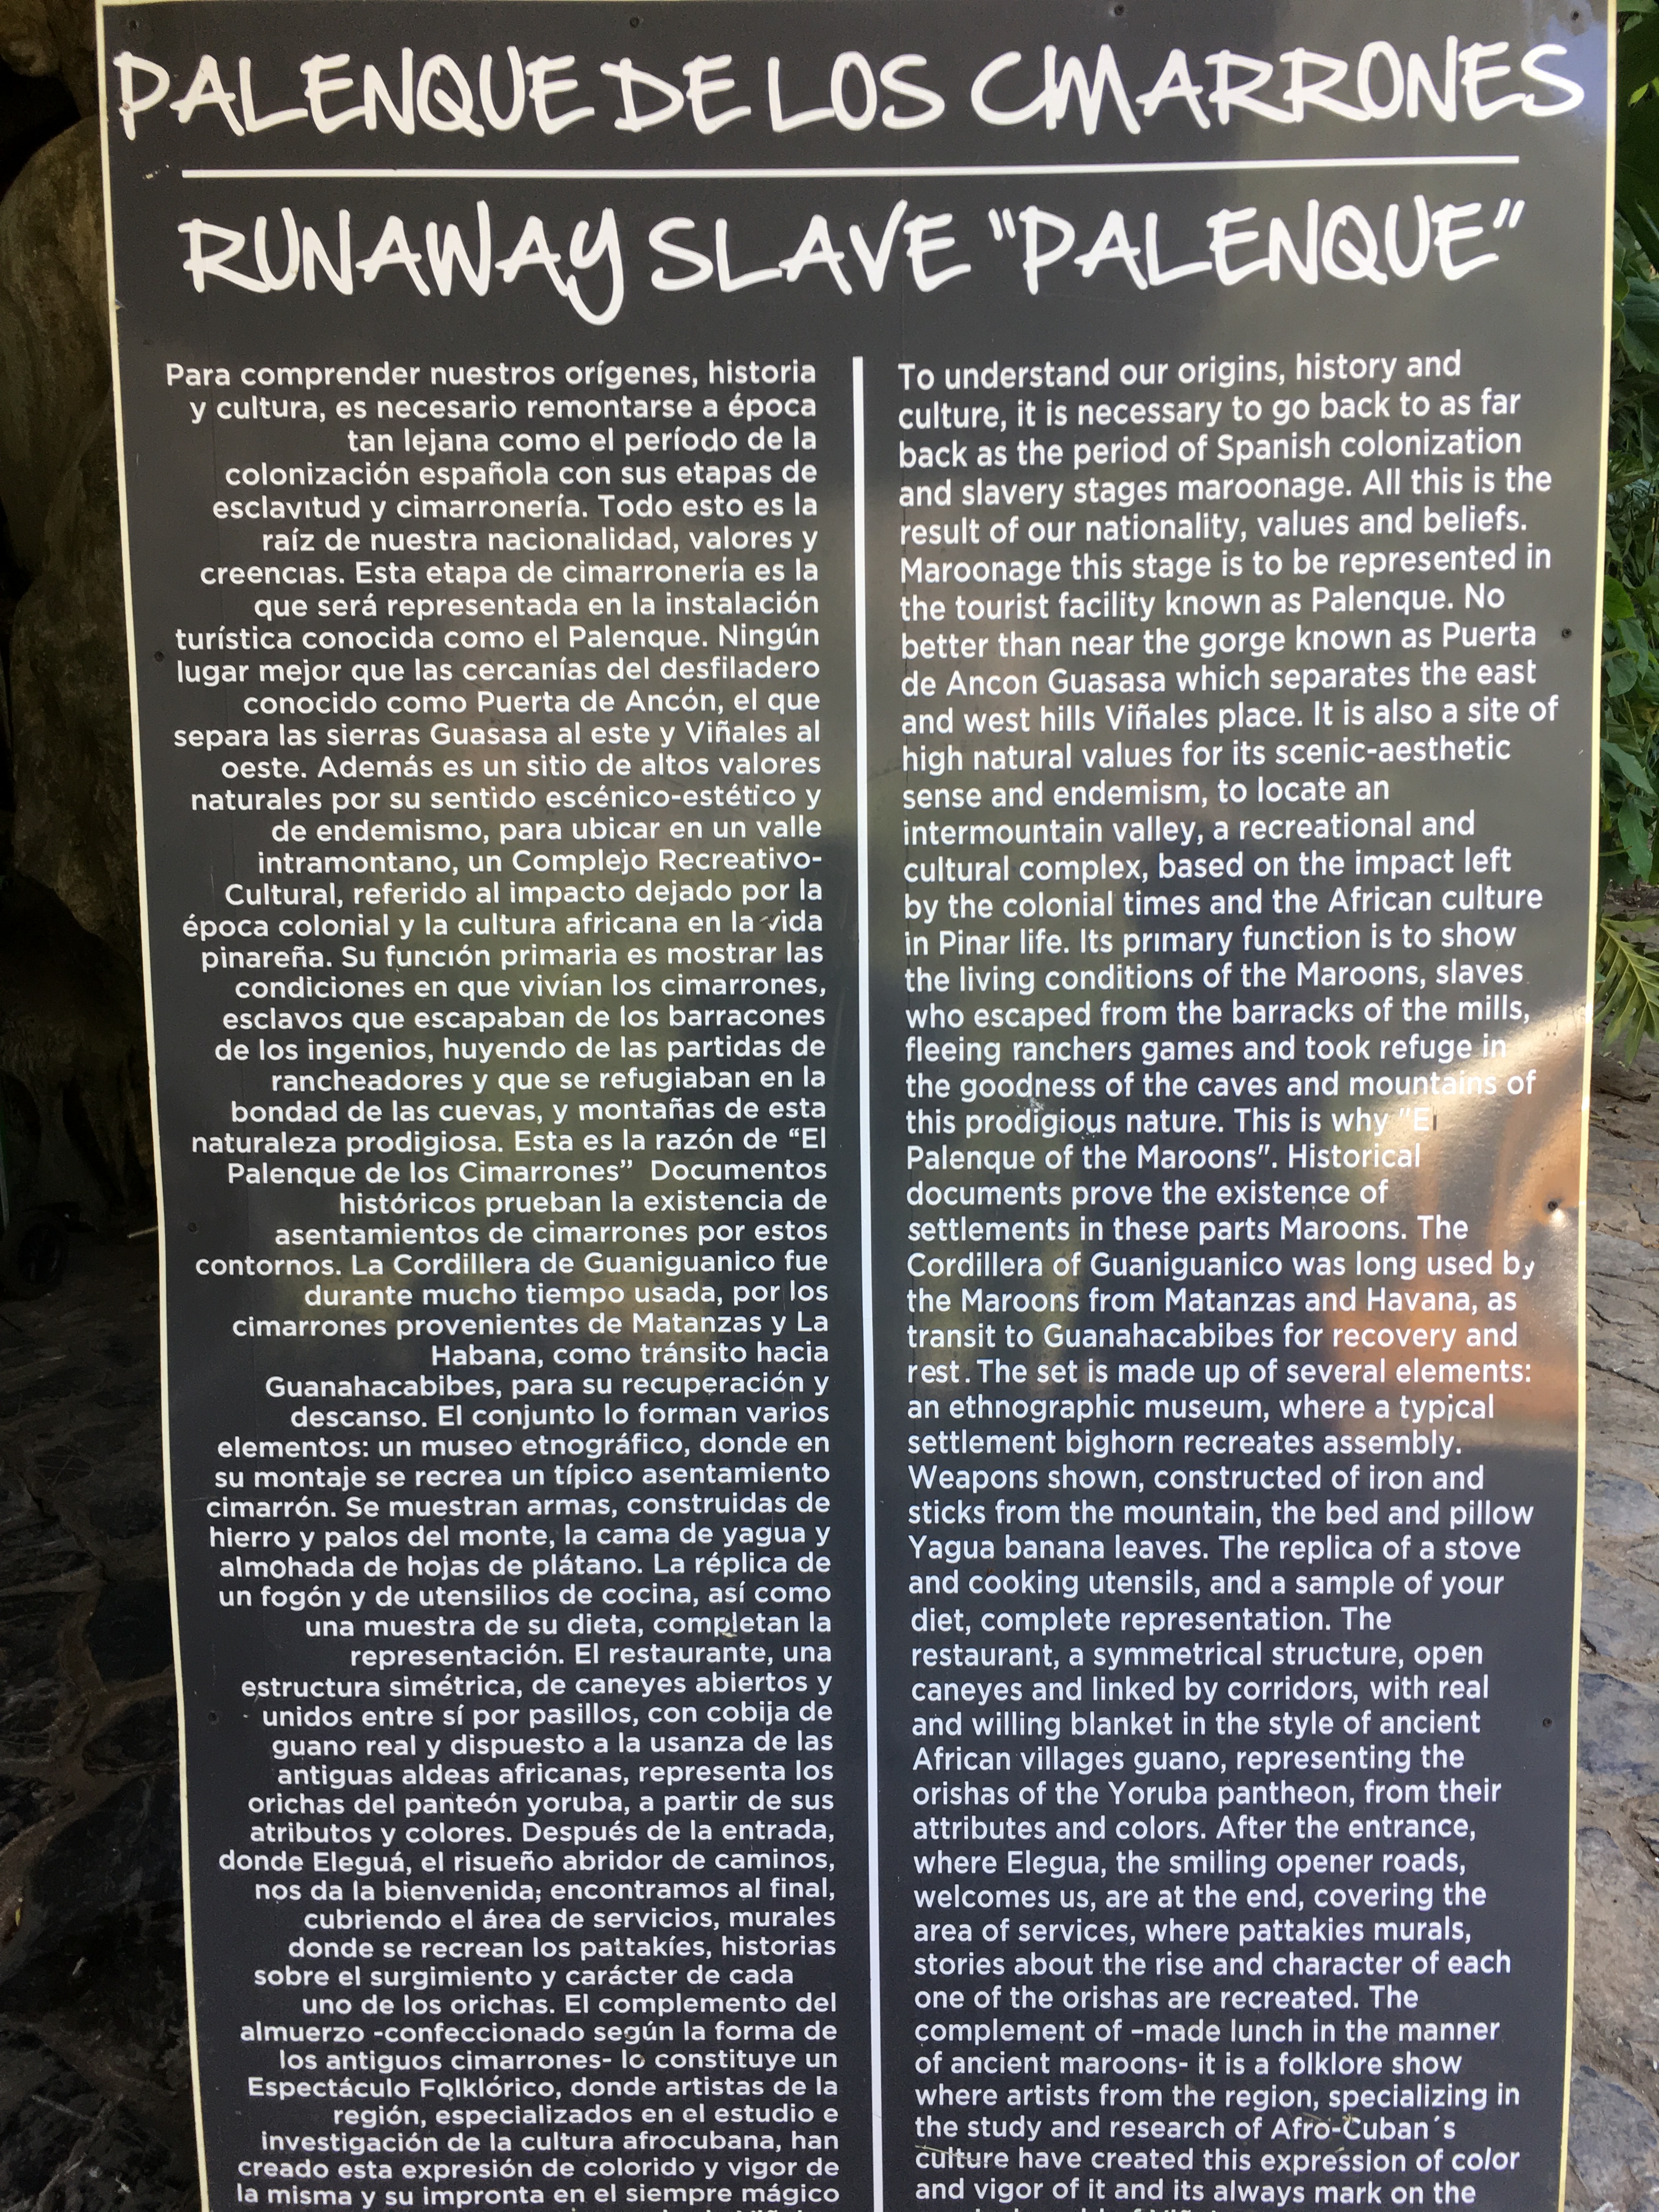 PALENQUE DE LOS CIMARRONES
RUNAWAY SLAVE "PALENQUE"
Para comprender nuestros orígenes, historia
y cultura, es necesario remontarse a época
tan lejana como el período de la
colonización española con sus etapas de
esclavitud y cimarronería. Todo esto es la
raíz de nuestra nacionalidad, valores y
creencias. Esta etapa de cimarronería es la
que será representada en la instalación
turística conocida como el Palenque. Ningún
lugar mejor que las cercanías del desfiladero
conocido como Puerta de Ancón, el que
separa las sierras Guasasa al este y Viñales al
oeste. Además es un sitio de altos valores
naturales por su sentido escénico-estético y
de endemismo, para ubicar en un valle
intramontano, un Complejo Recreativo-
Cultural, referido al impacto dejado por la
época colonial y la cultura africana en la vida
pinareña. Su función primaria es mostrar las
condiciones en que vivían los cimarrones,
esclavos que escapaban de los barracones
de los ingenios, huyendo de las partidas de
rancheadores y que se refugiaban en la
bondad de las cuevas, y montañas de esta
naturaleza prodigiosa. Esta es la razón de “El
Palenque de los Cimarrones” Documentos
históricos prueban la existencia de
asentamientos de cimarrones por estos
contornos. La Cordillera de Guaniguanico fue
durante mucho tiempo usada, por los
cimarrones provenientes de Matanzas y La
Habana, como tránsito hacia
Guanahacabibes, para su recuperación y
descanso. El conjunto lo forman varios
elementos: un museo etnográfico, donde en
su montaje se recrea un típico asentamiento
cimarrón. Se muestran armas, construidas de
hierro y palos del monte, la cama de yagua y
almohada de hojas de plátano. La réplica de
un fogón y de utensilios de cocina, así como
una muestra de su dieta, completan la
representación. El restaurante, una
estructura simétrica, de caneyes abiertos y
unidos entre sí por pasillos, con cobija de
guano real y dispuesto a la usanza de las
antiguas aldeas africanas, representa los
orichas del panteón yoruba, a partir de sus
atributos y colores. Después de la entrada,
donde Eleguá, el risueño abridor de caminos,
nos da la bienvenida; encontramos al final,
cubriendo el área de servicios, murales
donde se recrean los pattakíes, historias
sobre el surgimiento y carácter de cada
uno de los orichas. El complemento del
almuerzo -confeccionado según la forma de
los antiguos cimarrones- lo constituye un
Espectáculo Folklórico, donde artistas de la
región, especializados en el estudio e
investigación de la cultura afrocubana, han
creado esta expresión de colorido y vigor de
la misma y su impronta en el siempre mágico
To understand our origins, history and
culture, it is necessary to go back to as far
back as the period of Spanish colonization
and slavery stages maroonage. All this is the
result of our nationality, values and beliefs.
Maroonage this stage is to be represented in
the tourist facility known as Palenque. No
better than near the gorge known as Puerta
de Ancon Guasasa which separates the east
and west hills Viñales place. It is also a site of
high natural values for its scenic-aesthetic
sense and endemism, to locate an
intermountain valley, a recreational and
cultural complex, based on the impact left
by the colonial times and the African culture
in Pinar life. Its primary function is to show
the living conditions of the Maroons, slaves
who escaped from the barracks of the mills,
fleeing ranchers games and took refuge in
the goodness of the caves and mountains of
this prodigious nature. This is why "El
Palenque of the Maroons". Historical
documents prove the existence of
settlements in these parts Maroons. The
Cordillera of Guaniguanico was long used by
the Maroons from Matanzas and Havana, as
transit to Guanahacabibes for recovery and
rest. The set is made up of several elements:
an ethnographic museum, where a typical
settlement bighorn recreates assembly.
Weapons shown, constructed of iron and
sticks from the mountain, the bed and pillow
Yagua banana leaves. The replica of a stove
and cooking utensils, and a sample of your
diet, complete representation. The
restaurant, a symmetrical structure, open
caneyes and linked by corridors, with real
and willing blanket in the style of ancient
African villages guano, representing the
orishas of the Yoruba pantheon, from their
attributes and colors. After the entrance,
where Elegua, the smiling opener roads,
welcomes us, are at the end, covering the
area of services, where pattakies murals,
stories about the rise and character of each
one of the orishas are recreated. The
complement of –made lunch in the manner
of ancient maroons- it is a folklore show
where artists from the region, specializing in
the study and research of Afro-Cuban´s
culture have created this expression of color
and vigor of it and its always mark on the